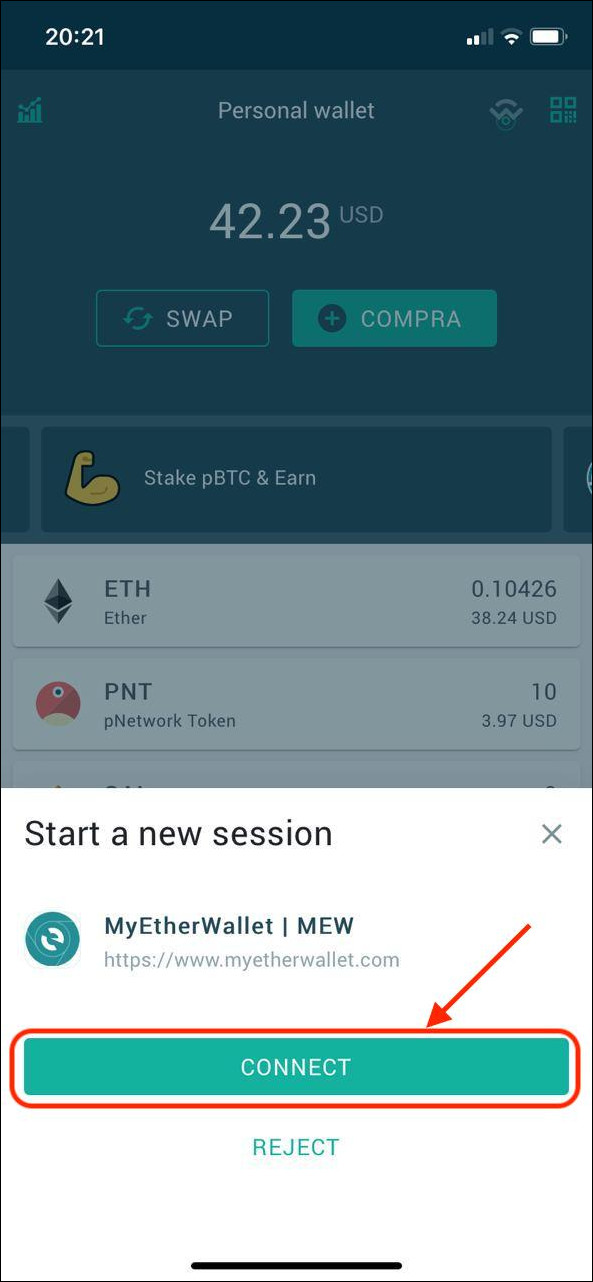 20:21
Personal wallet
42.23 USD
SWAP
COMPRA
Stake pBTC & Earn
ETH
0.10426
Ether
38.24 USD
PNT
10
pNetwork Token
3.97 USD
Start a new session
MyEtherWallet | MEW
https://www.myetherwallet.com
CONNECT
REJECT